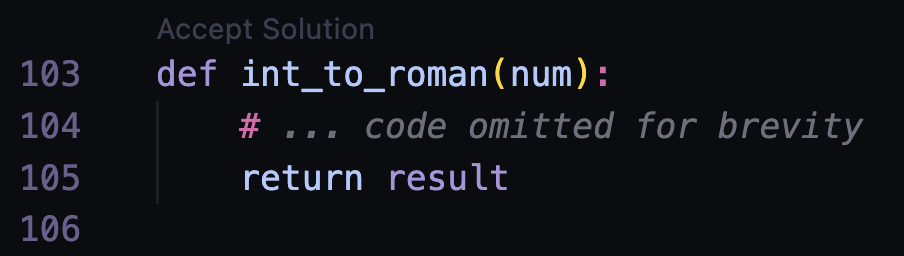 Accept Solution
103 def int_to_roman(num):
104 # ... code omitted for brevity
105 return result
106